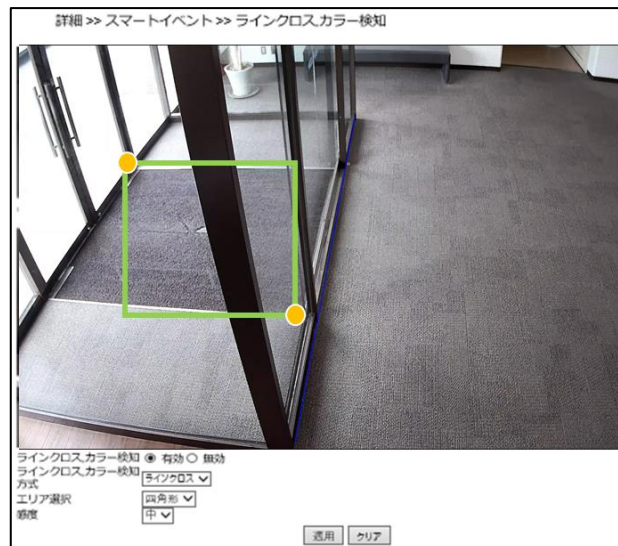 詳細 >> スマートイベント >> ラインクロス,カラー検知
ラインクロス,カラー検知 有効 無効
ラインクロス,カラー検知
方式 ラインクロス
エリア選択 四角形
感度 中
適用 クリア